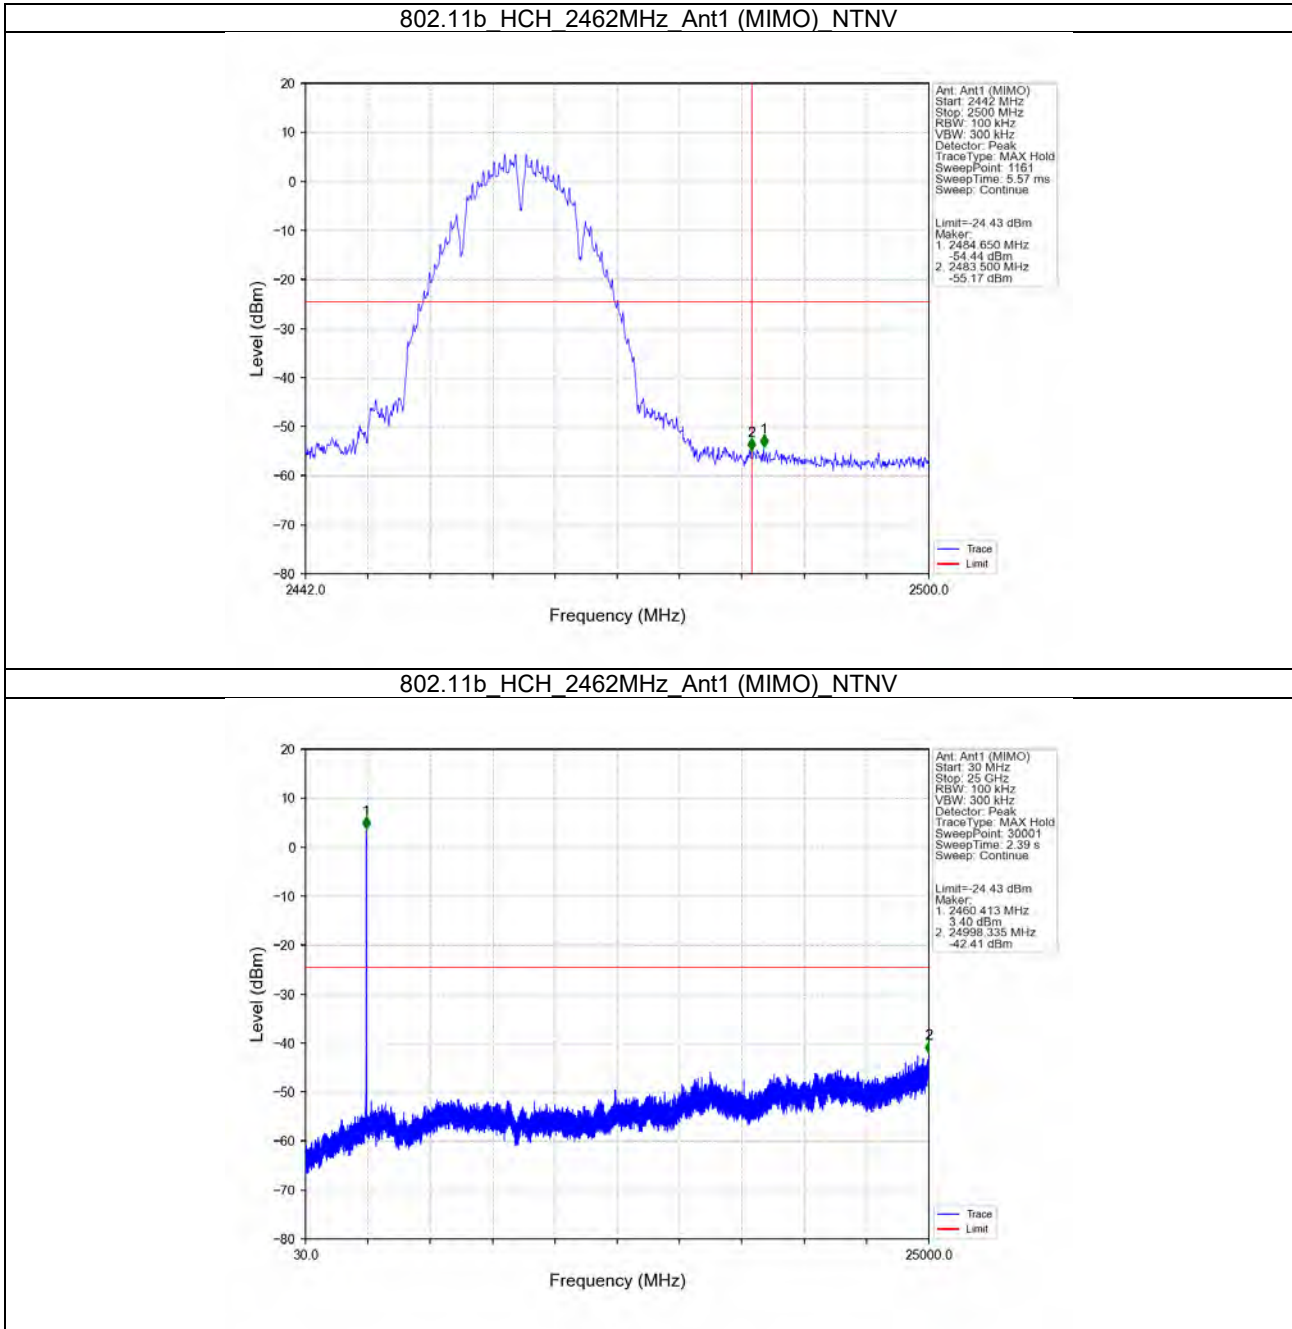 802.11b_HCH_2462MHz_Ant1 (MIMO)_NTNV
20
10
0
−10
−20
−30
−40
−50
−60
−70
−80
Level (dBm)
2442.0
2500.0
Frequency (MHz)
2
1
Ant: Ant1 (MIMO)
Start: 2442 MHz
Stop: 2500 MHz
RBW: 100 kHz
VBW: 300 kHz
Detector: Peak
TraceType: MAX Hold
SweepPoint: 1161
SweepTime: 5.57 ms
Sweep: Continue
Limit=-24.43 dBm
Maker:
1. 2484.650 MHz
-54.44 dBm
2. 2483.500 MHz
-55.17 dBm
Trace
Limit
802.11b_HCH_2462MHz_Ant1 (MIMO)_NTNV
20
10
0
−10
−20
−30
−40
−50
−60
−70
−80
Level (dBm)
30.0
25000.0
Frequency (MHz)
1
2
Ant: Ant1 (MIMO)
Start: 30 MHz
Stop: 25 GHz
RBW: 100 kHz
VBW: 300 kHz
Detector: Peak
TraceType: MAX Hold
SweepPoint: 30001
SweepTime: 2.39 s
Sweep: Continue
Limit=-24.43 dBm
Maker:
1. 2460.413 MHz
3.40 dBm
2. 24998.335 MHz
-42.41 dBm
Trace
Limit